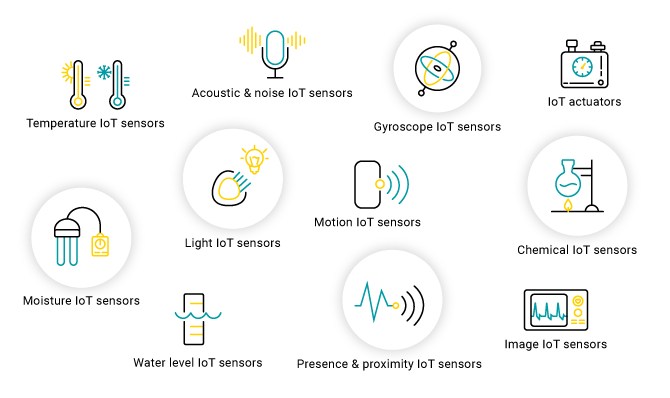 Acoustic & noise IoT sensors
IoT actuators
Temperature IoT sensors
Gyroscope IoT sensors
Motion IoT sensors
Light IoT sensors
Chemical IoT sensors
Moisture IoT sensors
Image IoT sensors
Water level IoT sensors
Presence & proximity IoT sensors